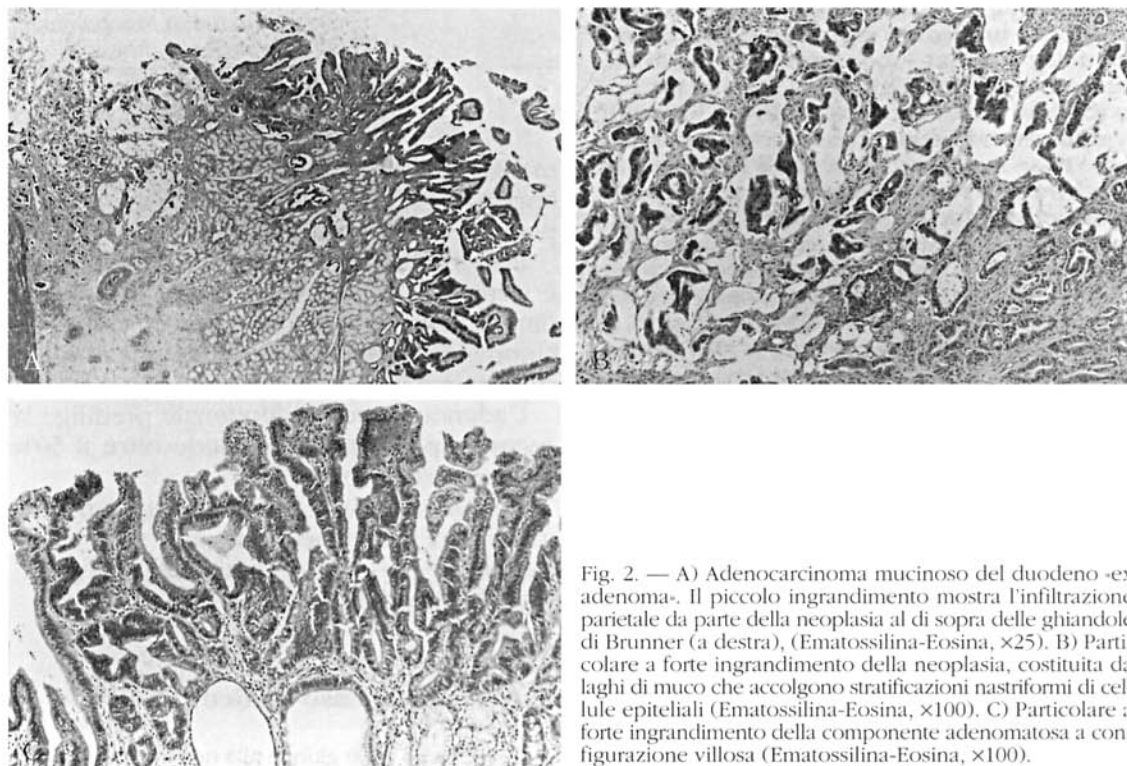 A
B
C
Fig. 2. — A) Adenocarcinoma mucinoso del duodeno «ex
adenoma». Il piccolo ingrandimento mostra l'infiltrazione
parietale da parte della neoplasia al di sopra delle ghiandole
di Brunner (a destra), (Ematossilina-Eosina, ×25). B) Parti-
colare a forte ingrandimento della neoplasia, costituita da
laghi di muco che accolgono stratificazioni nastriformi di cel-
lule epiteliali (Ematossilina-Eosina, ×100). C) Particolare a
forte ingrandimento della componente adenomatosa a con-
figurazione villosa (Ematossilina-Eosina, ×100).